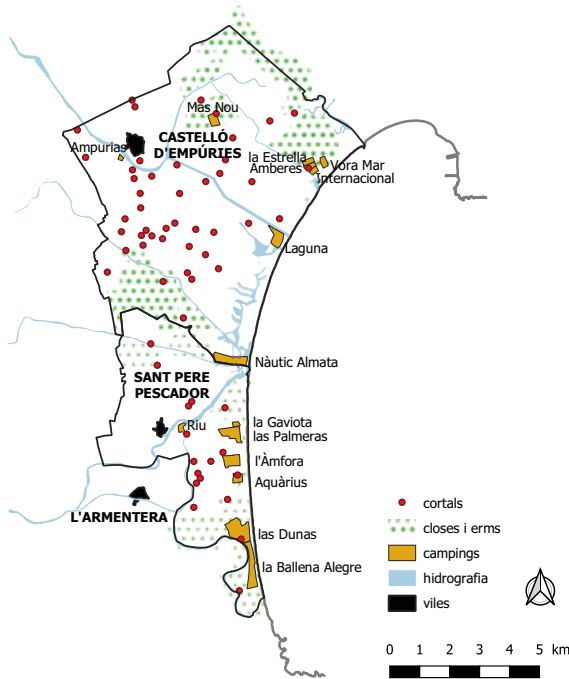 Mas Nou
CASTELLÓ
D'EMPÚRIES
Ampurias
la Estrella
Amberes
Vora Mar
Internacional
Laguna
Nàutic Almata
SANT PERE
PESCADOR
la Gaviota
las Palmeras
Riu
l'Àmfora
Aquàrius
L'ARMENTERA
las Dunas
la Ballena Alegre
cortals
closes i erms
campings
hidrografia
viles
0 1 2 3 4 5 km